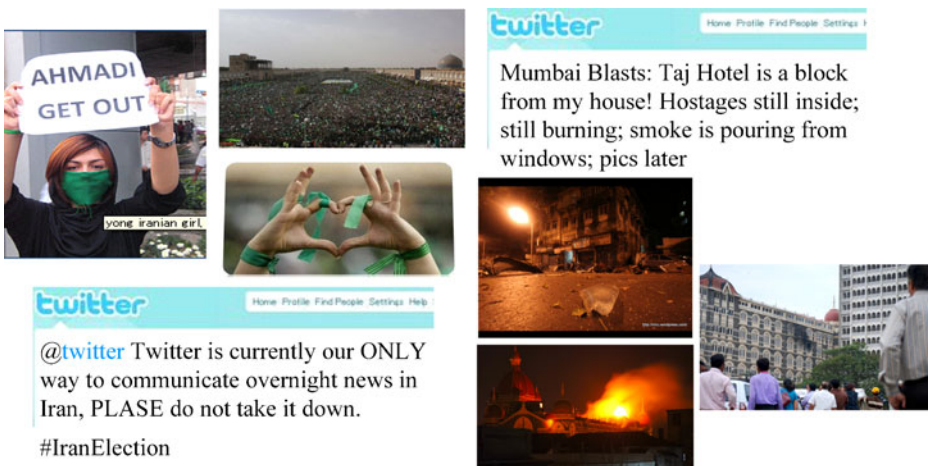 AHMADI
GET OUT
yong iranian girl,
twitter
Home Profile Find People Settings Help
@twitter Twitter is currently our ONLY
way to communicate overnight news in
Iran, PLASE do not take it down.
#IranElection
twitter
Home Profile Find People Settings H
Mumbai Blasts: Taj Hotel is a block
from my house! Hostages still inside;
still burning; smoke is pouring from
windows; pics later